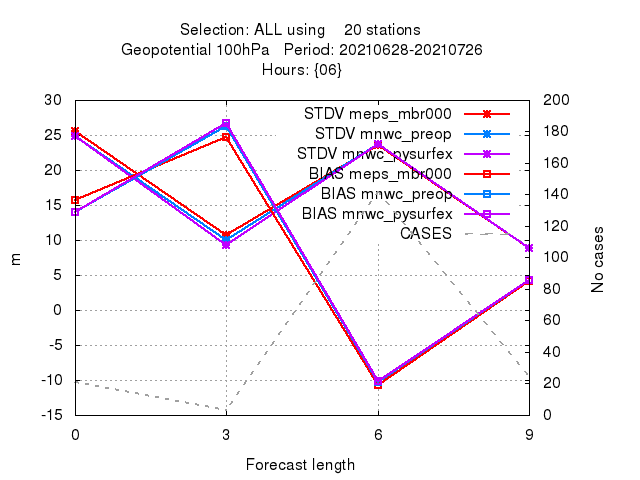 Selection: ALL using    20 stations
Geopotential 100hPa   Period: 20210628-20210726
Hours: {06}
STDV meps_mbr000
STDV mnwc_preop
STDV mnwc_pysurfex
BIAS meps_mbr000
BIAS mnwc_preop
BIAS mnwc_pysurfex
CASES
30
25
20
15
10
5
0
-5
-10
-15
m
200
180
160
140
120
100
80
60
40
20
0
No cases
0 3 6 9
Forecast length